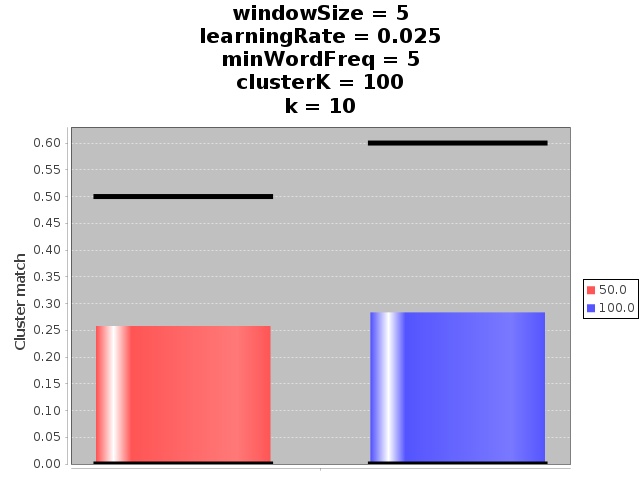 windowSize = 5
learningRate = 0.025
minWordFreq = 5
clusterK = 100
k = 10
0.60
0.55
0.50
0.45
0.40
0.35
0.30
0.25
0.20
0.15
0.10
0.05
0.00
Cluster match
50.0
100.0